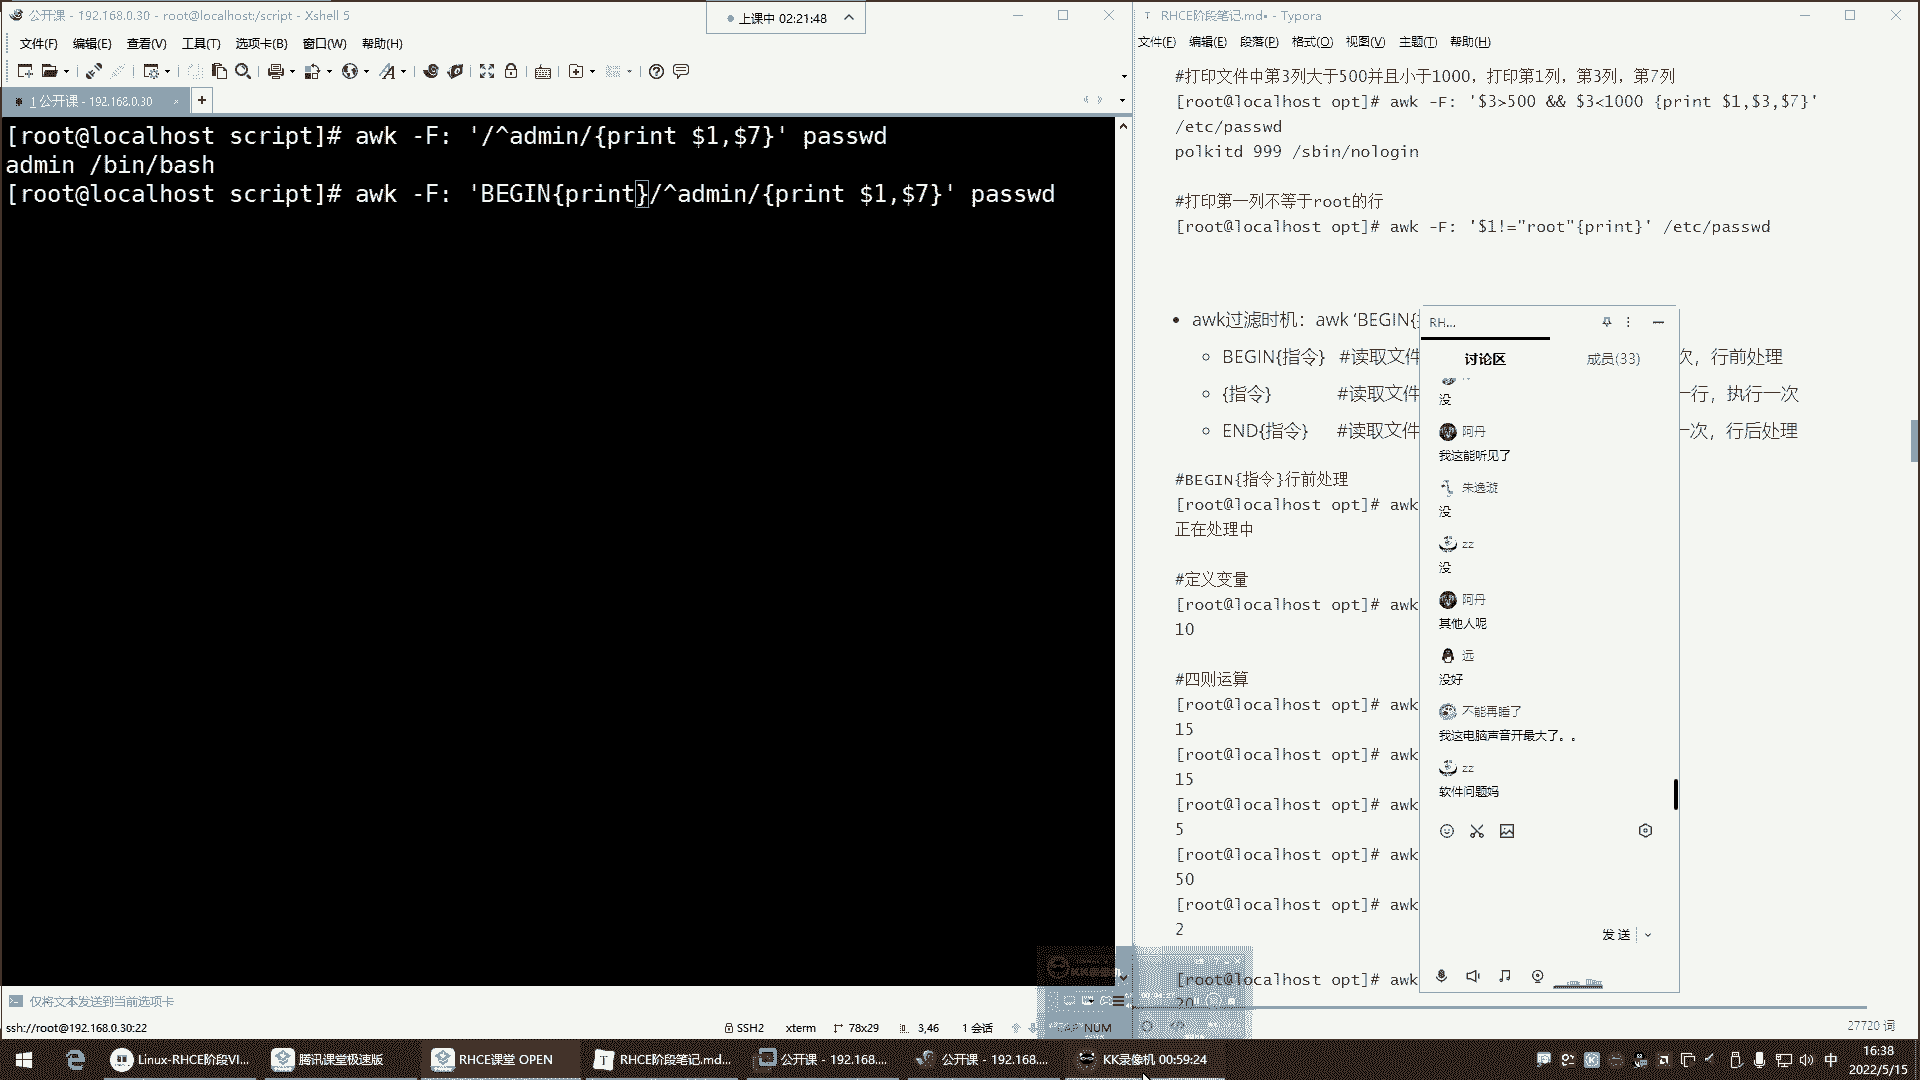 公开课 - 192.168.0.30 - root@localhost:/script - Xshell 5
上课中 02:21:48
文件(F) 编辑(E) 查看(V) 工具(T) 选项卡(B) 窗口(W) 帮助(H)
1 公开课 - 192.168.0.30
[root@localhost script]# awk -F: '/^admin/{print $1,$7}' passwd
admin /bin/bash
[root@localhost script]# awk -F: 'BEGIN{print}/^admin/{print $1,$7}' passwd
仅将文本发送到当前选项卡
ssh://root@192.168.0.30:22
SSH2 xterm 78x29 3,46 1 会话 NUM
RHCE阶段笔记.md• - Typora
文件(F) 编辑(E) 段落(P) 格式(O) 视图(V) 主题(T) 帮助(H)
#打印文件中第3列大于500并且小于1000，打印第1列，第3列，第7列
[root@localhost opt]# awk -F: '$3>500 && $3<1000 {print $1,$3,$7}'
/etc/passwd
polkitd 999 /sbin/nologin
#打印第一列不等于root的行
[root@localhost opt]# awk -F: '$1!="root"{print}' /etc/passwd
awk过滤时机：awk ‘BEGIN{
BEGIN{指令} #读取文件 次，行前处理
{指令} #读取文件 一行，执行一次
END{指令} #读取文件 一次，行后处理
#BEGIN{指令}行前处理
[root@localhost opt]# awk
正在处理中
#定义变量
[root@localhost opt]# awk
10
#四则运算
[root@localhost opt]# awk
15
[root@localhost opt]# awk
15
[root@localhost opt]# awk
5
[root@localhost opt]# awk
50
[root@localhost opt]# awk
2
[root@localhost opt]# awk
20
27720 词
RH...
讨论区 成员(33)
没
阿丹
我这能听见了
朱逸璇
没
zz
没
阿丹
其他人呢
远
没好
不能再睡了
我这电脑声音开最大了。。
zz
软件问题吗
发送
Linux-RHCE阶段VI...
腾讯课堂极速版
RHCE课堂 OPEN
RHCE阶段笔记.md...
公开课 - 192.168....
公开课 - 192.168....
KK录像机 00:59:24
中
16:38
2022/5/15